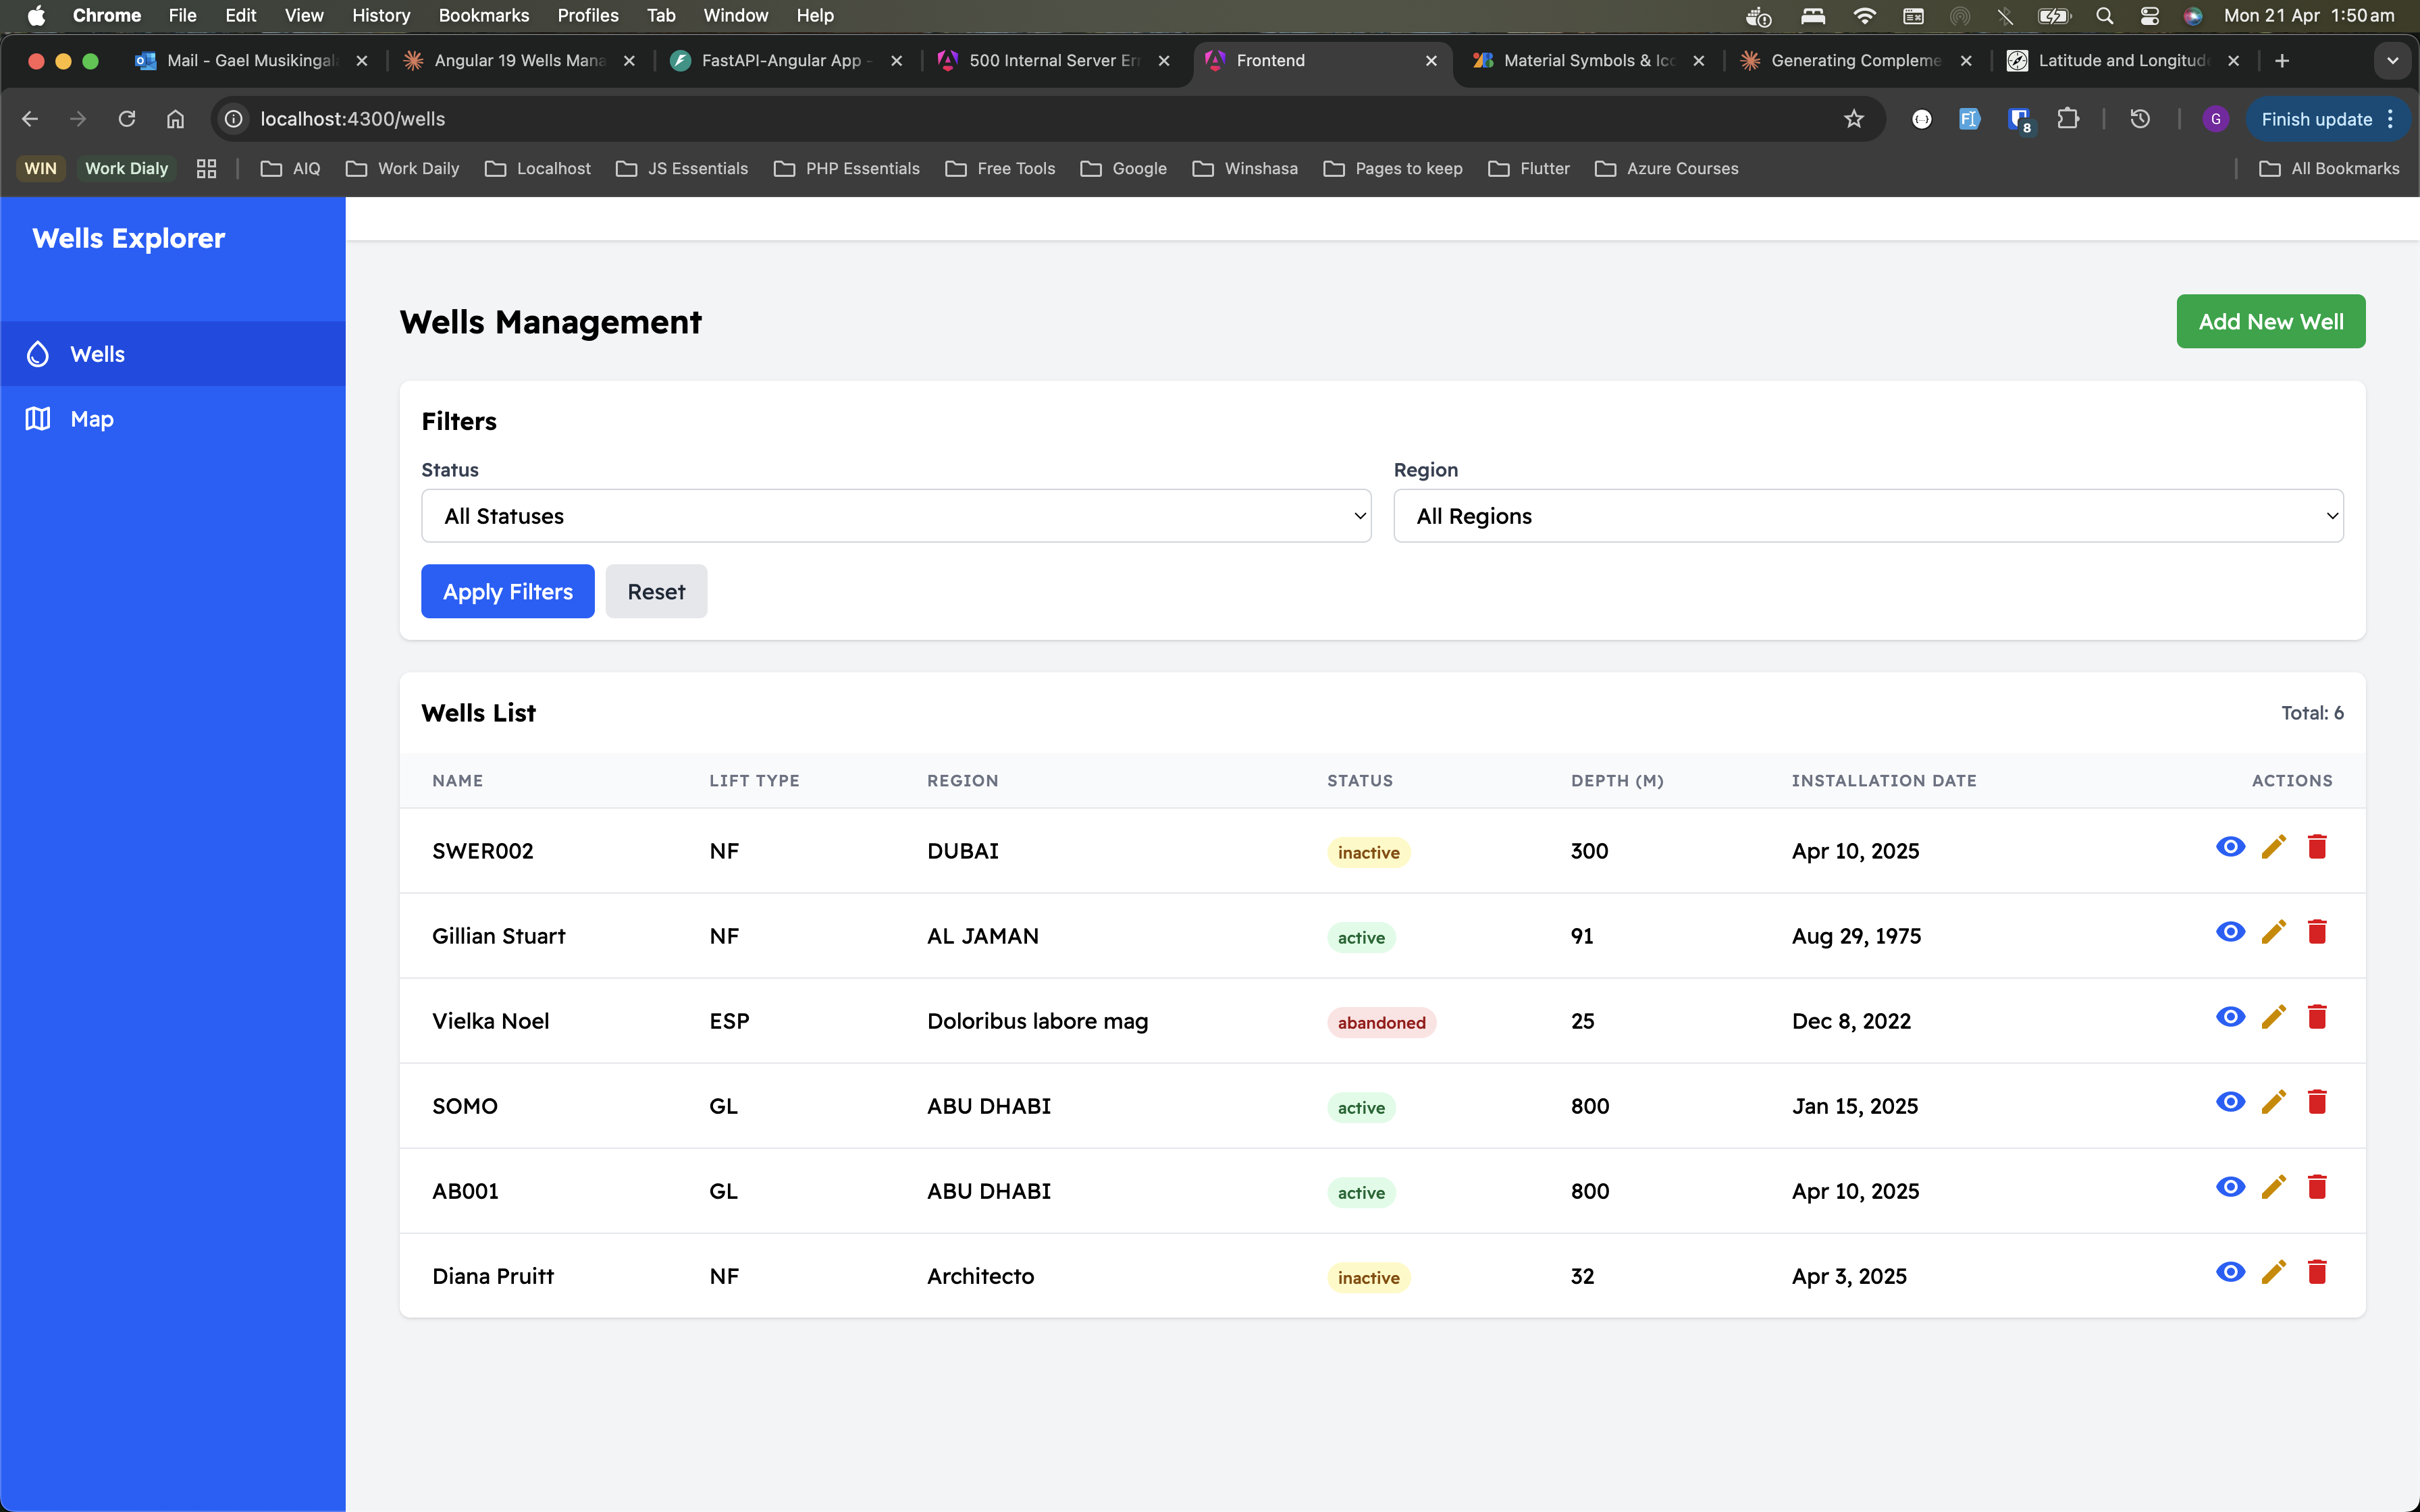 Chrome File Edit View History Bookmarks Profiles Tab Window Help Mon 21 Apr 1:50 am
Mail - Gael Musikingal Angular 19 Wells Mana FastAPI-Angular App - 500 Internal Server Err Frontend Material Symbols & Ico Generating Compleme Latitude and Longitude
localhost:4300/wells G Finish update
WIN Work Dialy AIQ Work Daily Localhost JS Essentials PHP Essentials Free Tools Google Winshasa Pages to keep Flutter Azure Courses All Bookmarks
Wells Explorer
Wells
Map
Wells Management Add New Well
Filters
Status Region
All Statuses All Regions
Apply Filters Reset
Wells List Total: 6
NAME LIFT TYPE REGION STATUS DEPTH (M) INSTALLATION DATE ACTIONS
SWER002 NF DUBAI inactive 300 Apr 10, 2025
Gillian Stuart NF AL JAMAN active 91 Aug 29, 1975
Vielka Noel ESP Doloribus labore mag abandoned 25 Dec 8, 2022
SOMO GL ABU DHABI active 800 Jan 15, 2025
AB001 GL ABU DHABI active 800 Apr 10, 2025
Diana Pruitt NF Architecto inactive 32 Apr 3, 2025